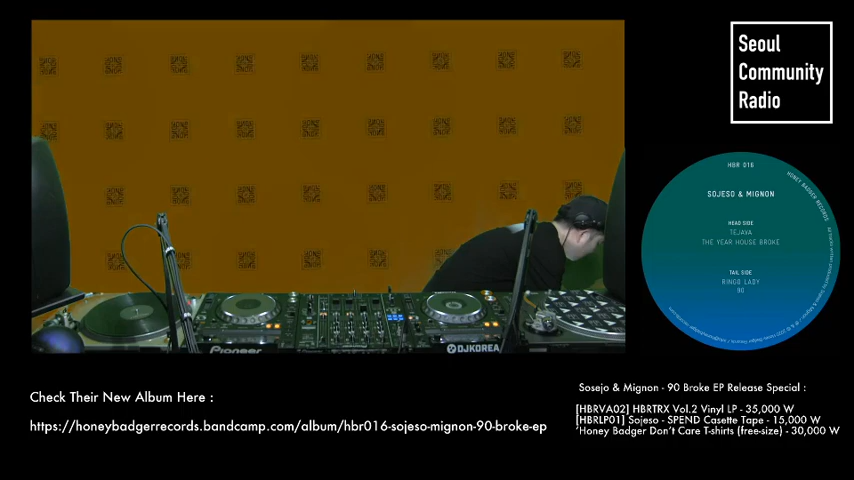 Seoul
Community
Radio
HBR 016
HONEY BADGER RECORDS
SOJESO & MIGNON
HEAD SIDE
TEJAVA
THE YEAR HOUSE BROKE
TAIL SIDE
RINGO LADY
90
Pioneer
DJKOREA
Check Their New Album Here :
https://honeybadgerrecords.bandcamp.com/album/hbr016-sojeso-mignon-90-broke-ep
Sosejo & Mignon - 90 Broke EP Release Special :
[HBRVA02] HBRTRX Vol.2 Vinyl LP - 35,000 W
[HBRLP01] Sojeso - SPEND Casette Tape - 15,000 W
'Honey Badger Don't Care T-shirts (free-size) - 30,000 W